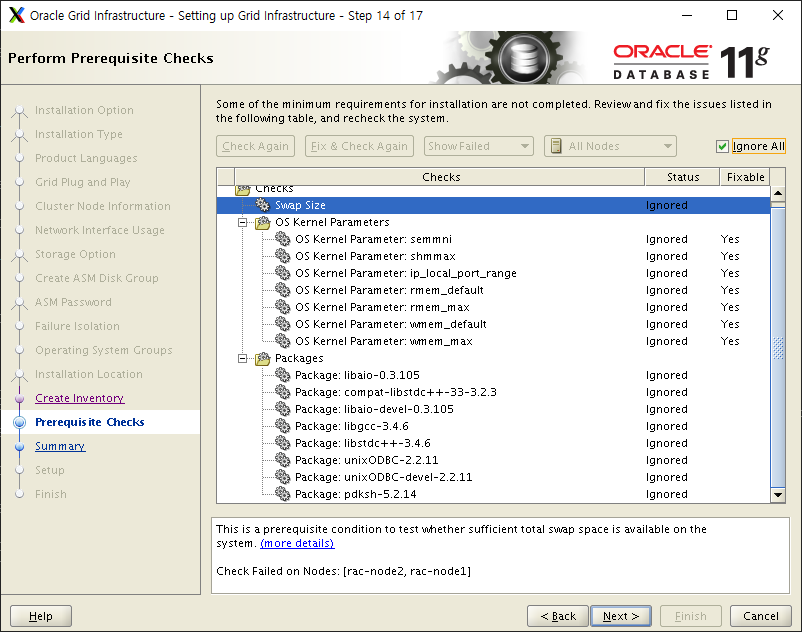 Oracle Grid Infrastructure - Setting up Grid Infrastructure - Step 14 of 17
Perform Prerequisite Checks
ORACLE
DATABASE
11g
Installation Option
Installation Type
Product Languages
Grid Plug and Play
Cluster Node Information
Network Interface Usage
Storage Option
Create ASM Disk Group
ASM Password
Failure Isolation
Operating System Groups
Installation Location
Create Inventory
Prerequisite Checks
Summary
Setup
Finish
Some of the minimum requirements for installation are not completed. Review and fix the issues listed in
the following table, and recheck the system.
Check Again Fix & Check Again Show Failed All Nodes Ignore All
Checks Status Fixable
Checks
Swap Size Ignored
OS Kernel Parameters
OS Kernel Parameter: semmni Ignored Yes
OS Kernel Parameter: shmmax Ignored Yes
OS Kernel Parameter: ip_local_port_range Ignored Yes
OS Kernel Parameter: rmem_default Ignored Yes
OS Kernel Parameter: rmem_max Ignored Yes
OS Kernel Parameter: wmem_default Ignored Yes
OS Kernel Parameter: wmem_max Ignored Yes
Packages
Package: libaio-0.3.105 Ignored
Package: compat-libstdc++-33-3.2.3 Ignored
Package: libaio-devel-0.3.105 Ignored
Package: libgcc-3.4.6 Ignored
Package: libstdc++-3.4.6 Ignored
Package: unixODBC-2.2.11 Ignored
Package: unixODBC-devel-2.2.11 Ignored
Package: pdksh-5.2.14 Ignored
This is a prerequisite condition to test whether sufficient total swap space is available on the
system. (more details)
Check Failed on Nodes: [rac-node2, rac-node1]
Help < Back Next > Finish Cancel